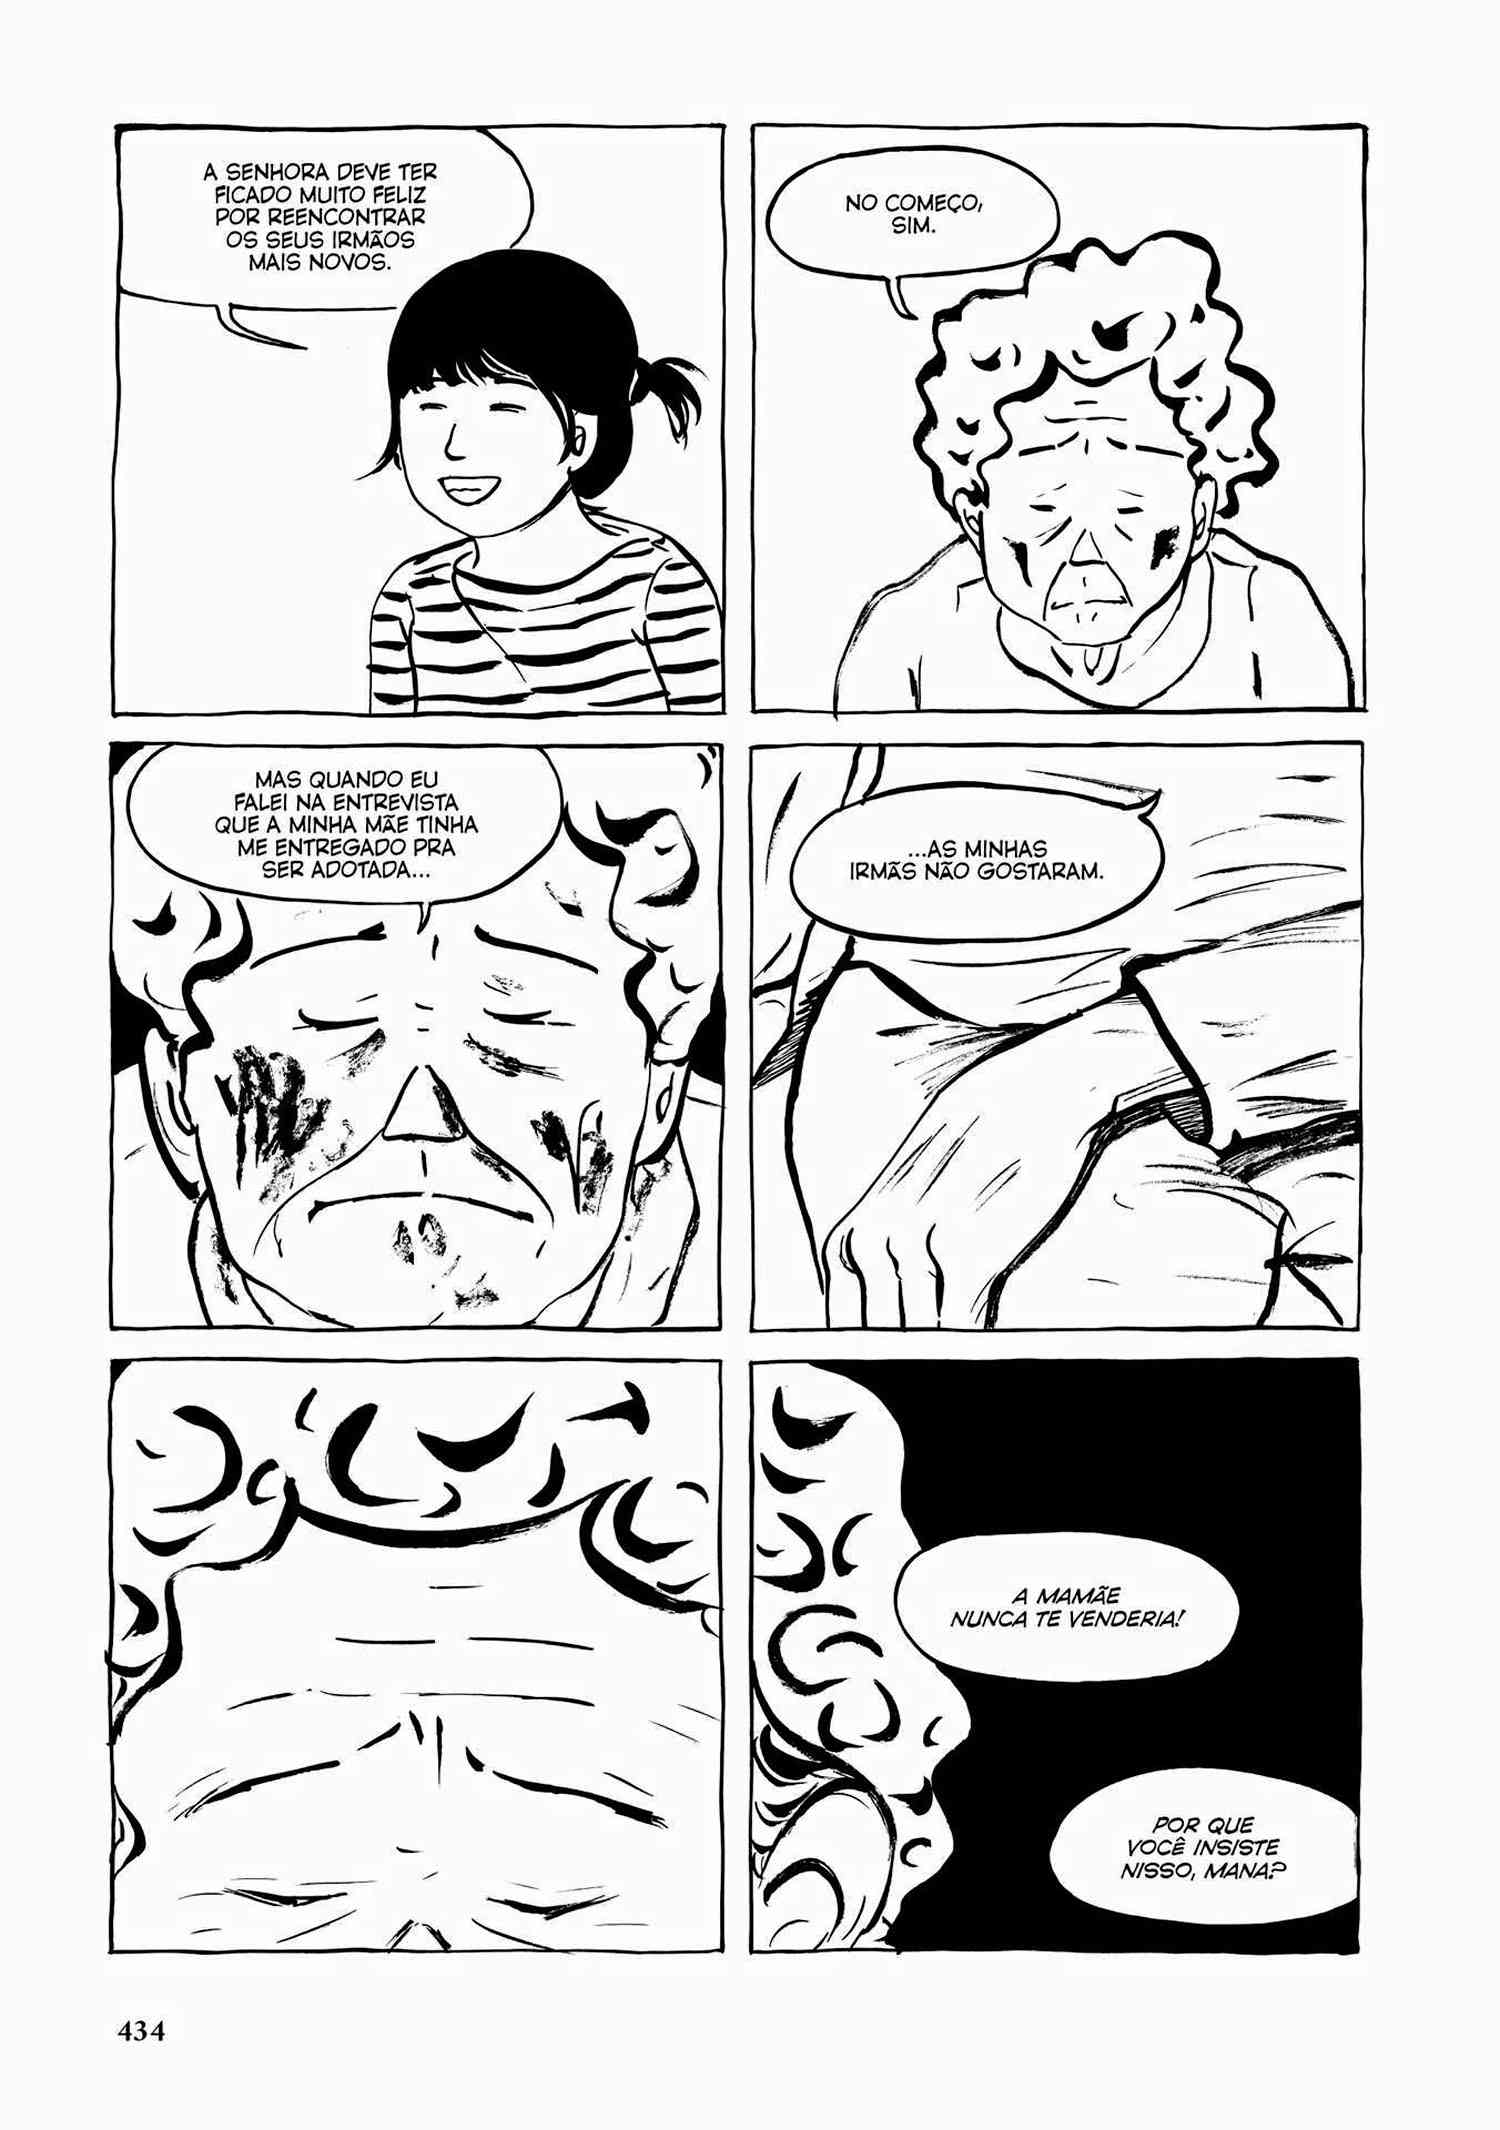 A SENHORA DEVE TER
FICADO MUITO FELIZ
POR REENCONTRAR
OS SEUS IRMÃOS
MAIS NOVOS.
NO COMEÇO,
SIM.
MAS QUANDO EU
FALEI NA ENTREVISTA
QUE A MINHA MÃE TINHA
ME ENTREGADO PRA
SER ADOTADA...
...AS MINHAS
IRMÃS NÃO GOSTARAM.
A MAMÃE
NUNCA TE VENDERIA!
POR QUE
VOCÊ INSISTE
NISSO, MANA?
434